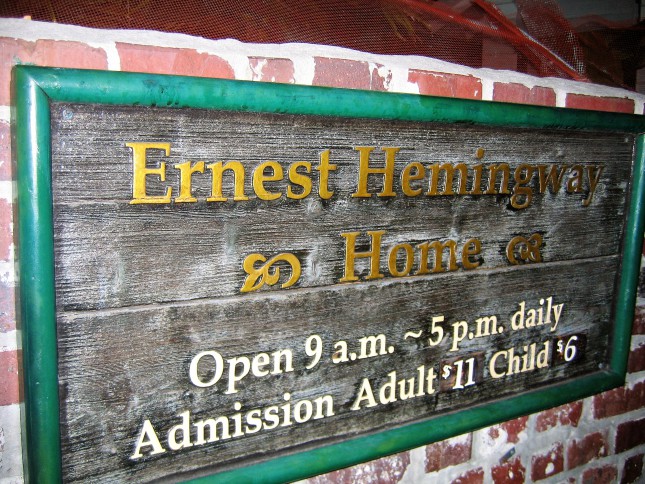 Ernest Hemingway
Home
Open 9 a.m. ~ 5 p.m. daily
Admission Adult $11 Child $6